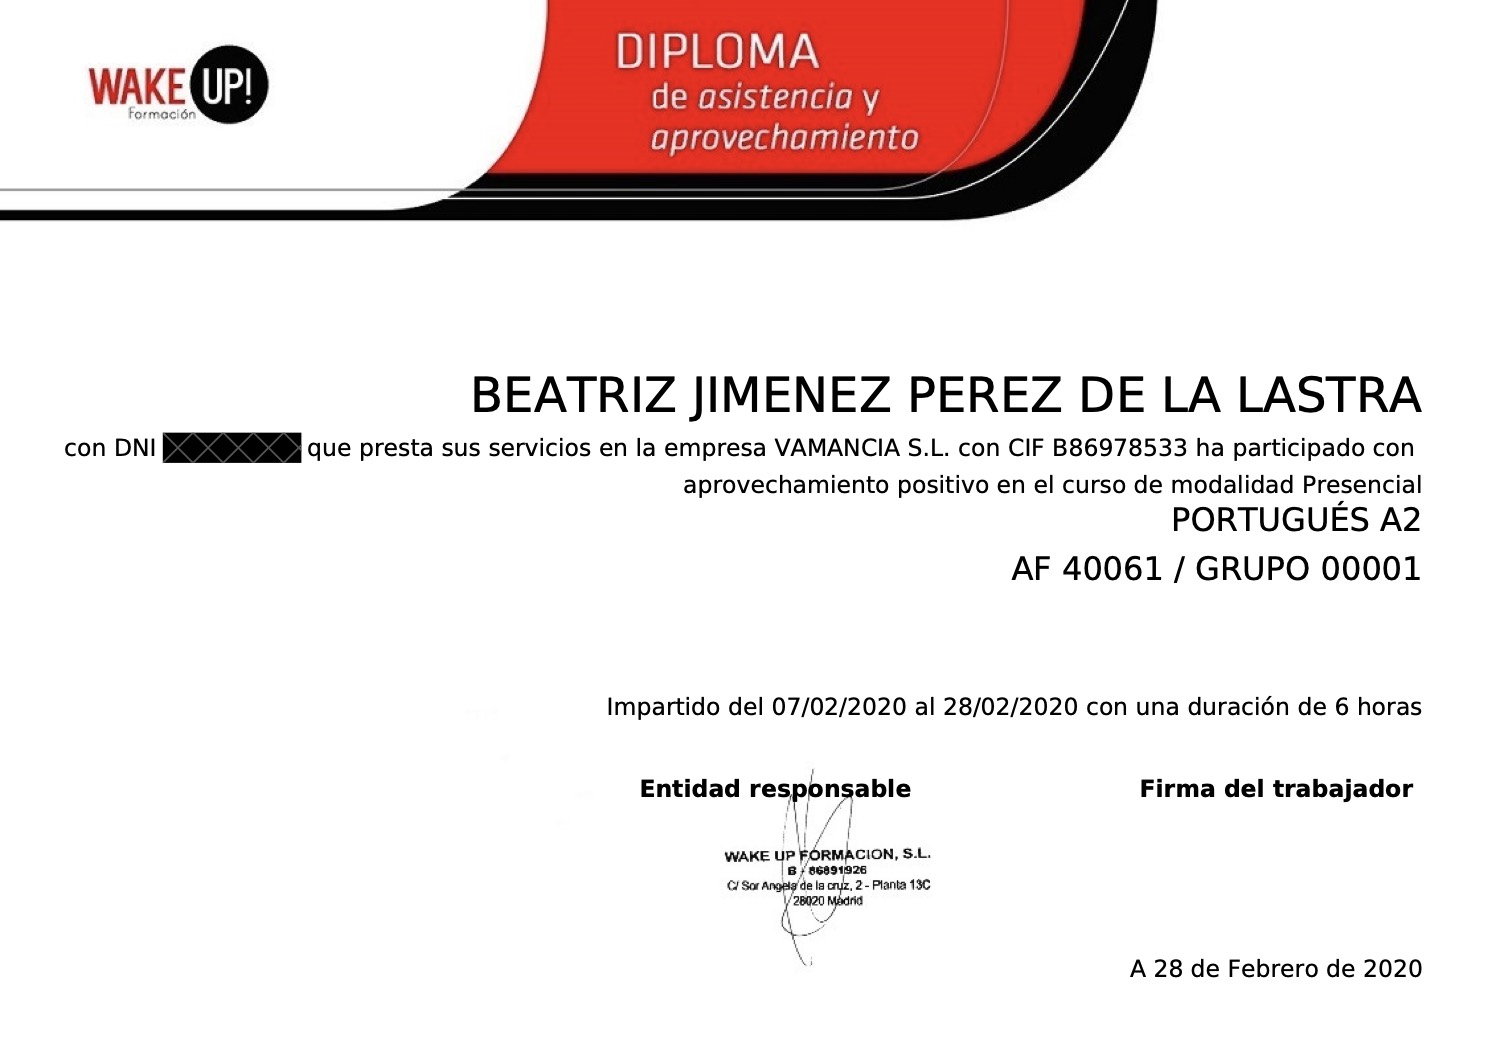 WAKE UP!
Formación
DIPLOMA
de asistencia y
aprovechamiento
BEATRIZ JIMENEZ PEREZ DE LA LASTRA
con DNI que presta sus servicios en la empresa VAMANCIA S.L. con CIF B86978533 ha participado con
aprovechamiento positivo en el curso de modalidad Presencial
PORTUGUÉS A2
AF 40061 / GRUPO 00001
Impartido del 07/02/2020 al 28/02/2020 con una duración de 6 horas
Entidad responsable Firma del trabajador
WAKE UP FORMACION, S.L.
B - 86891926
C/ Sor Angela de la cruz, 2 - Planta 13C
28020 Madrid
A 28 de Febrero de 2020